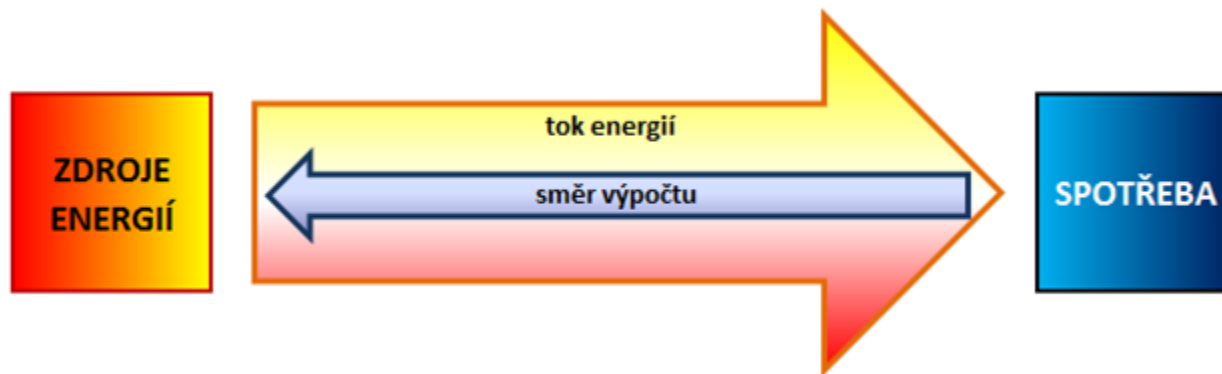 ZDROJE
ENERGIÍ
tok energií
směr výpočtu
SPOTŘEBA